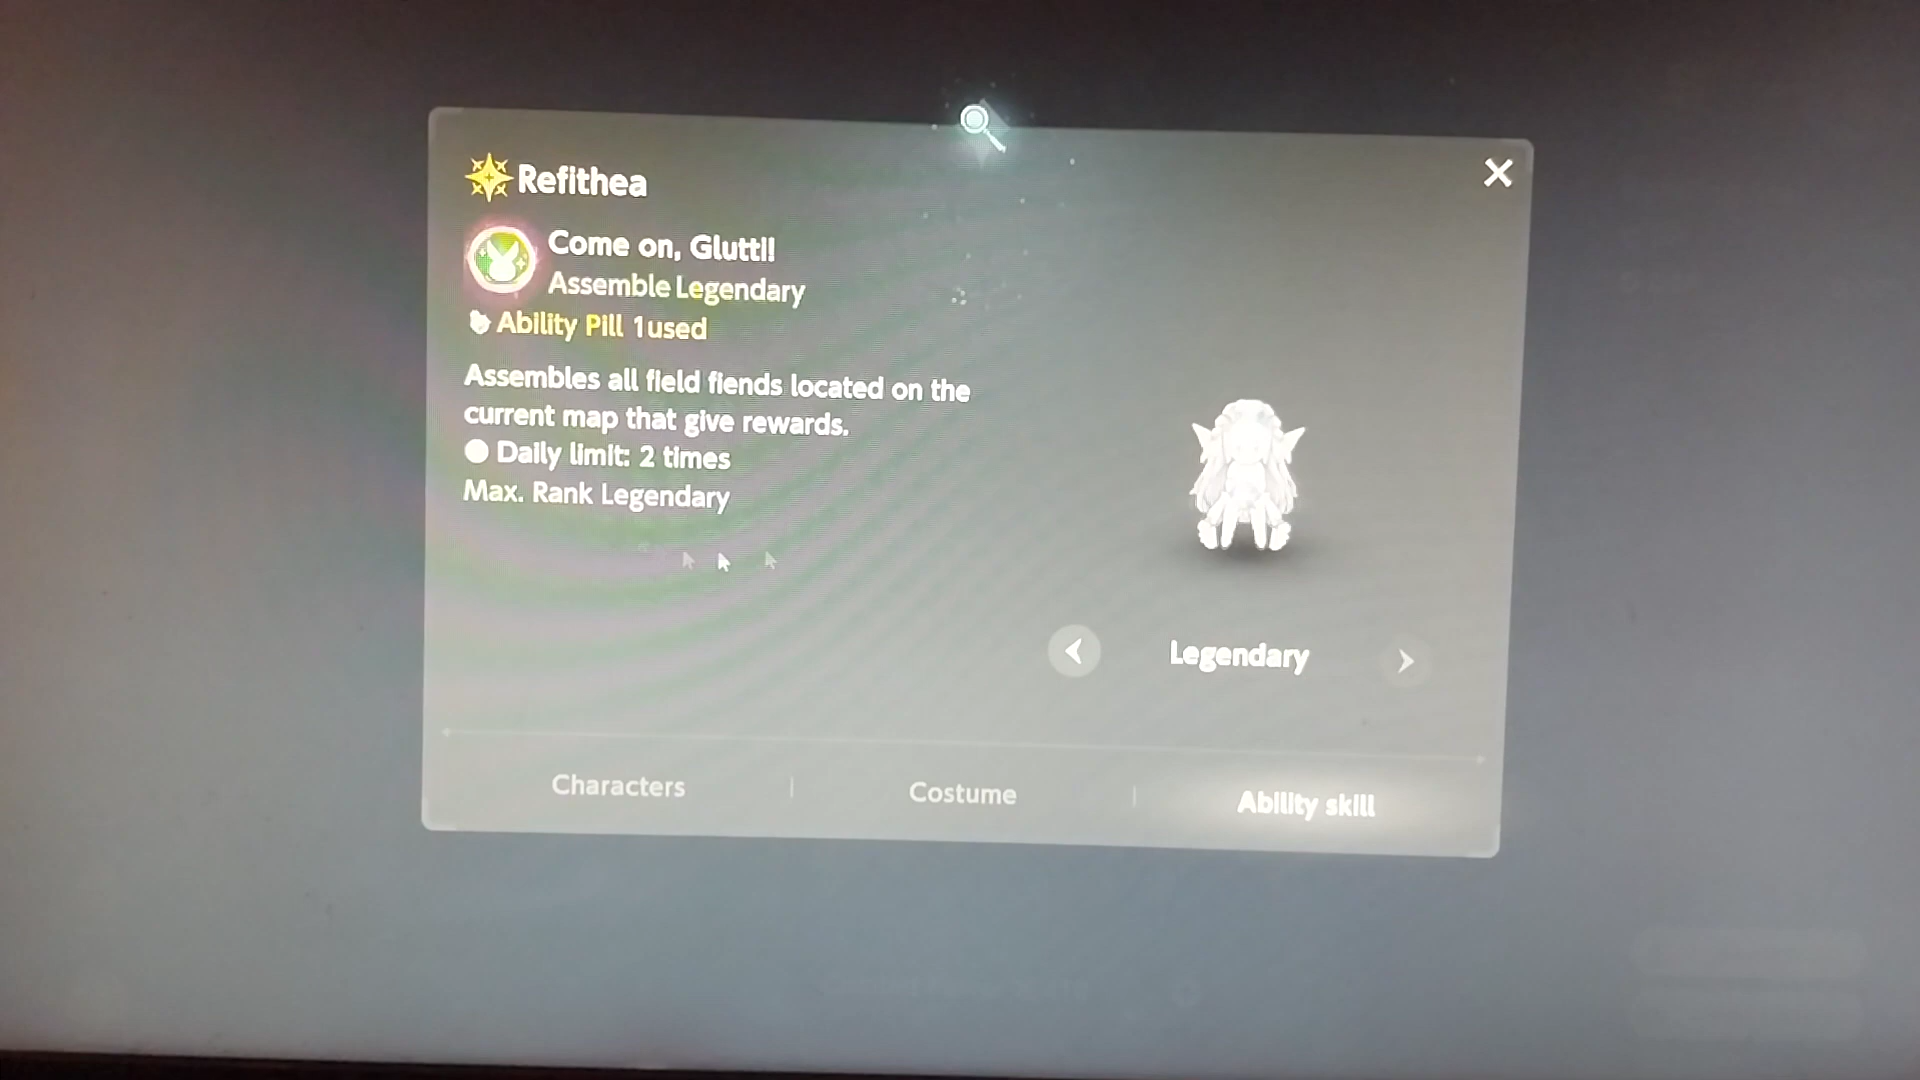 Refithea
Come on, Glutti!
Assemble Legendary
Ability Pill 1used
Assembles all field fiends located on the
current map that give rewards.
Daily limit: 2 times
Max. Rank Legendary
Legendary
Characters
Costume
Ability skill